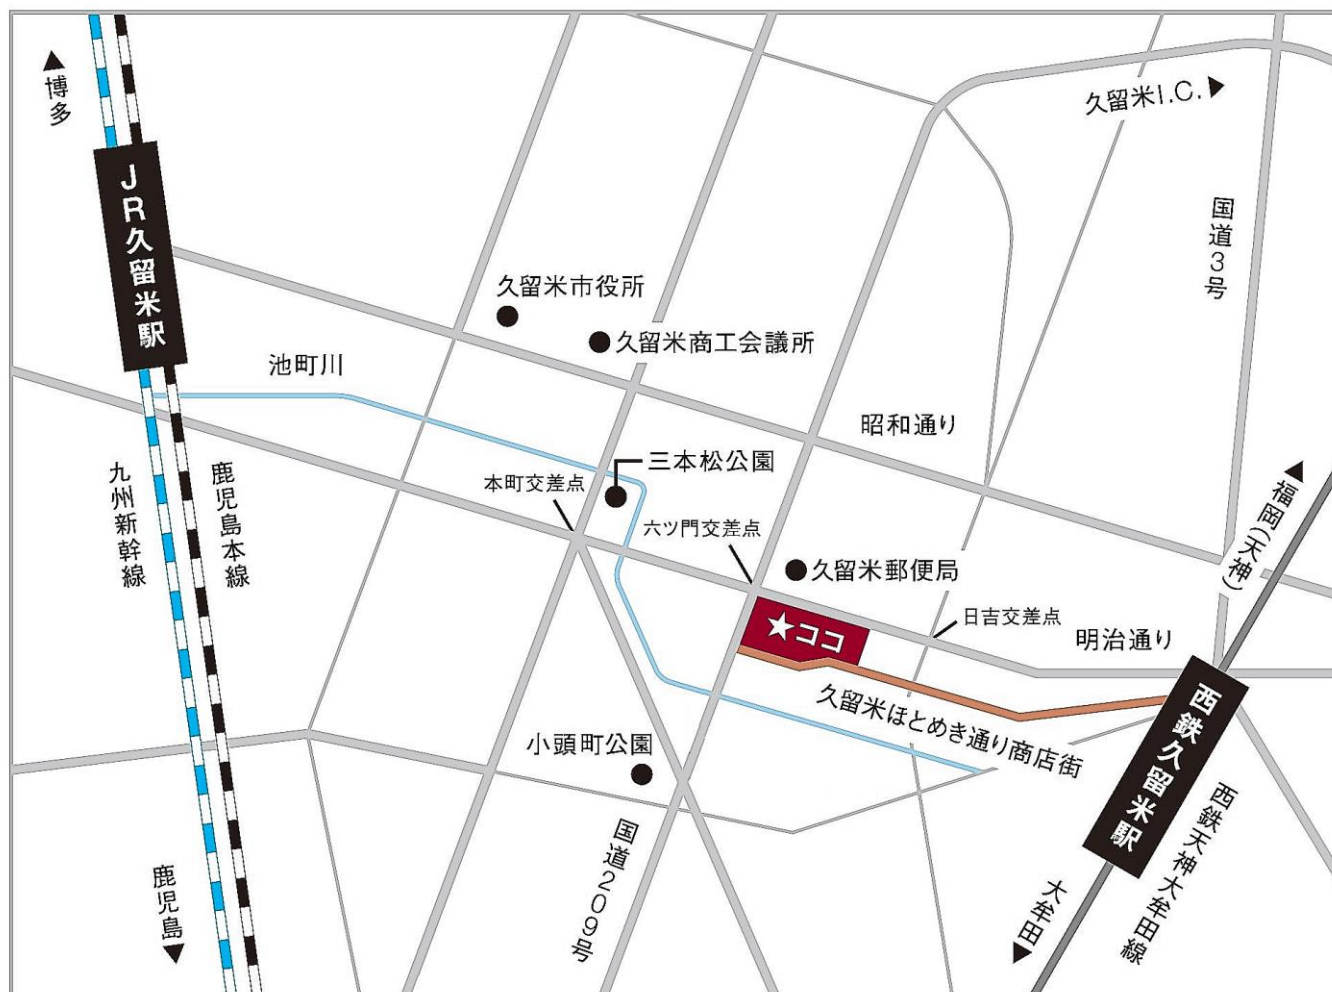 博多
久留米I.C.
JR久留米駅
国道3号
久留米市役所
久留米商工会議所
池町川
昭和通り
三本松公園
本町交差点
九州新幹線
鹿児島本線
福岡(天神)
六ツ門交差点
久留米郵便局
★ココ
日吉交差点
明治通り
久留米ほとめき通り商店街
西鉄久留米駅
小頭町公園
国道209号
西鉄天神大牟田線
鹿児島
大牟田